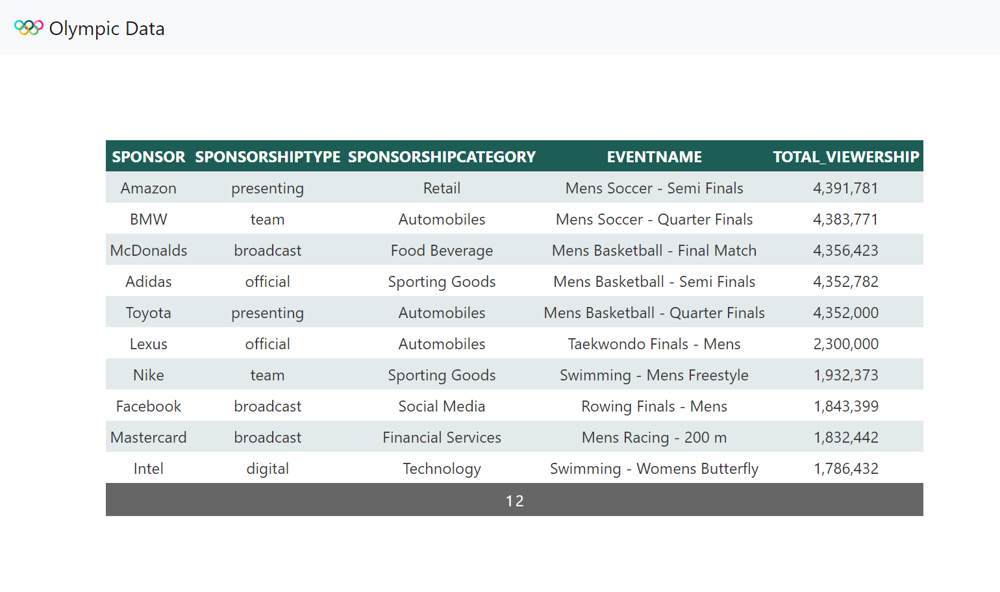 Olympic Data
SPONSOR SPONSORSHIPTYPE SPONSORSHIPCATEGORY EVENTNAME TOTAL_VIEWERSHIP
Amazon presenting Retail Mens Soccer - Semi Finals 4,391,781
BMW team Automobiles Mens Soccer - Quarter Finals 4,383,771
McDonalds broadcast Food Beverage Mens Basketball - Final Match 4,356,423
Adidas official Sporting Goods Mens Basketball - Semi Finals 4,352,782
Toyota presenting Automobiles Mens Basketball - Quarter Finals 4,352,000
Lexus official Automobiles Taekwondo Finals - Mens 2,300,000
Nike team Sporting Goods Swimming - Mens Freestyle 1,932,373
Facebook broadcast Social Media Rowing Finals - Mens 1,843,399
Mastercard broadcast Financial Services Mens Racing - 200 m 1,832,442
Intel digital Technology Swimming - Womens Butterfly 1,786,432
1 2